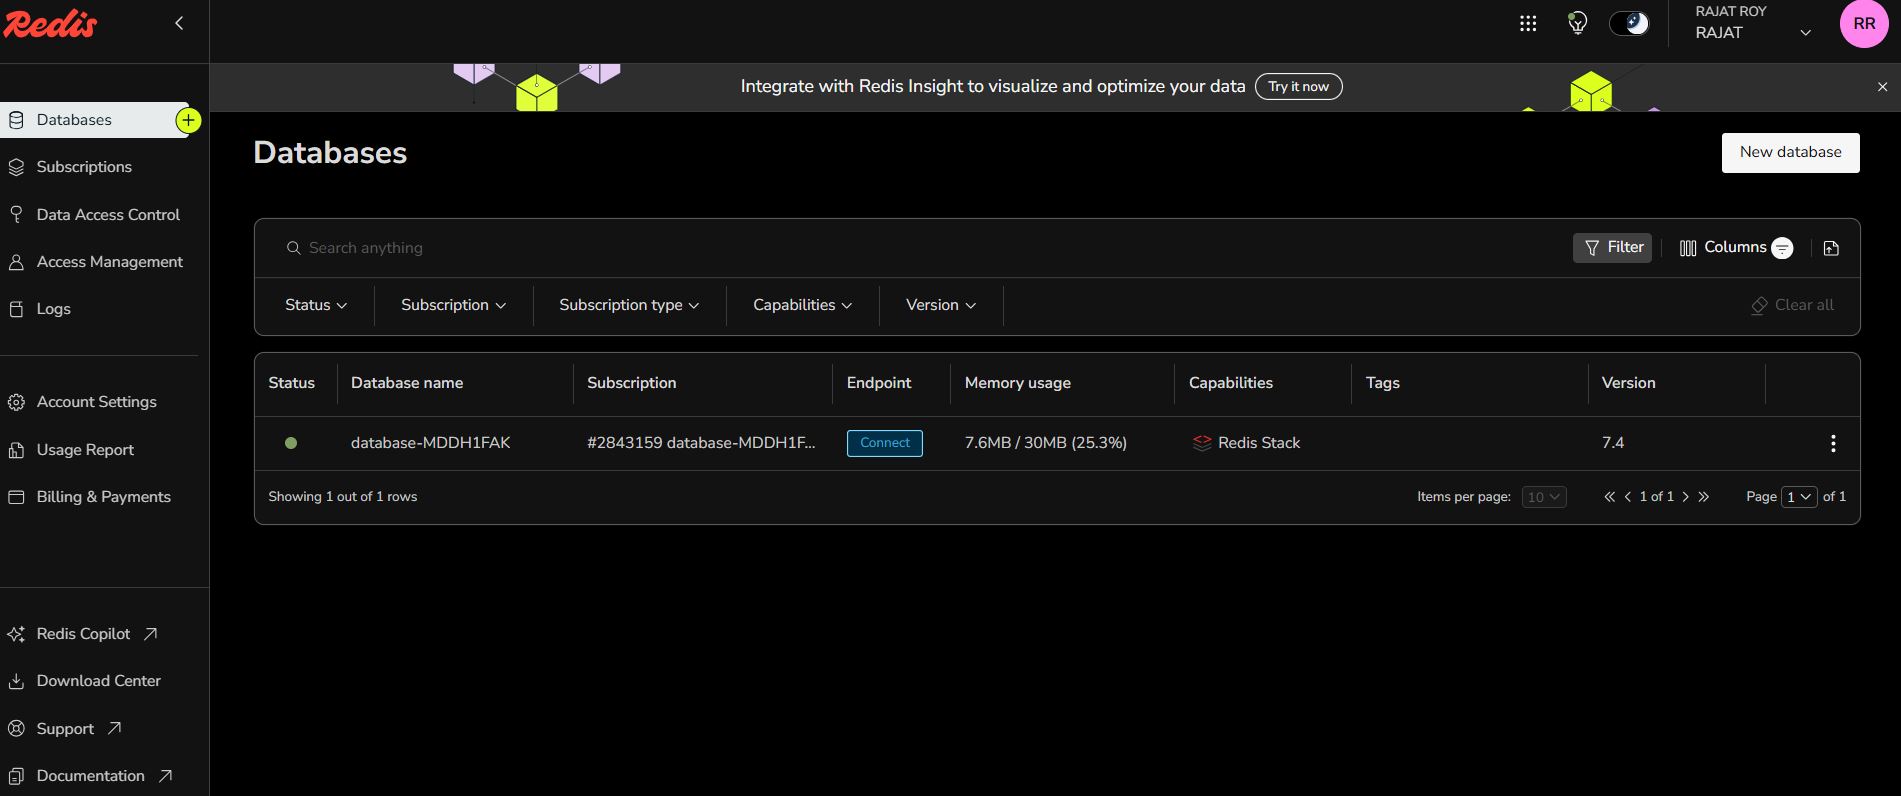 Redis
RAJAT ROY
RAJAT
RR
Integrate with Redis Insight to visualize and optimize your data Try it now
Databases
Subscriptions
Data Access Control
Access Management
Logs
Account Settings
Usage Report
Billing & Payments
Redis Copilot
Download Center
Support
Documentation
Databases
New database
Search anything
Filter
Columns
Status
Subscription
Subscription type
Capabilities
Version
Clear all
Status Database name Subscription Endpoint Memory usage Capabilities Tags Version
database-MDDH1FAK #2843159 database-MDDH1F... Connect 7.6MB / 30MB (25.3%) Redis Stack 7.4
Showing 1 out of 1 rows Items per page: 10 1 of 1 Page 1 of 1